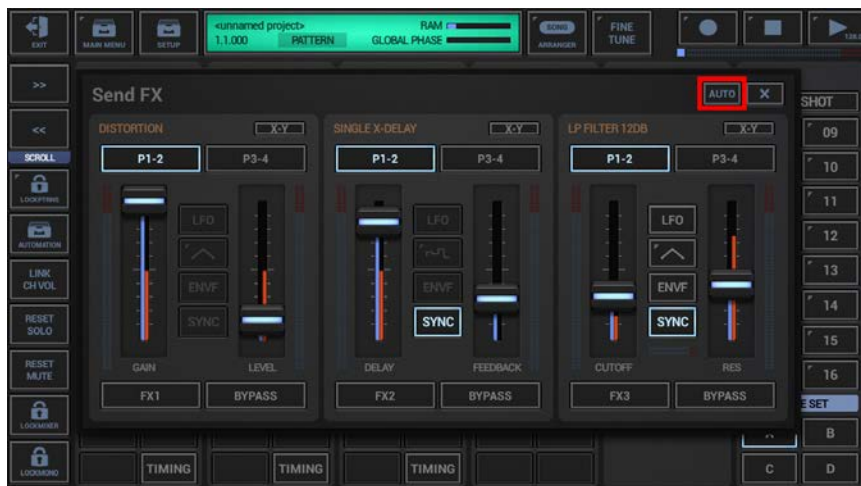 <unnamed project>
RAM
1.1.000
PATTERN
GLOBAL PHASE
SONG
ARRANGER
FINE
TUNE
EXIT
MAIN MENU
SETUP
>>
<<
SCROLL
AUTOMATION
LINK
CH VOL
RESET
SOLO
RESET
MUTE
LOCKMIXER
LOCKMONO
Send FX
AUTO
X
DISTORTION
X-Y
P1-2
P3-4
LFO
ENVF
SYNC
GAIN
LEVEL
FX1
BYPASS
SINGLE X-DELAY
X-Y
P1-2
P3-4
LFO
ENVF
SYNC
DELAY
FEEDBACK
FX2
BYPASS
LP FILTER 12DB
X-Y
P1-2
P3-4
LFO
ENVF
SYNC
CUTOFF
RES
FX3
BYPASS
SHOT
09
10
11
12
13
14
15
16
E SET
B
C
D
TIMING
TIMING
TIMING